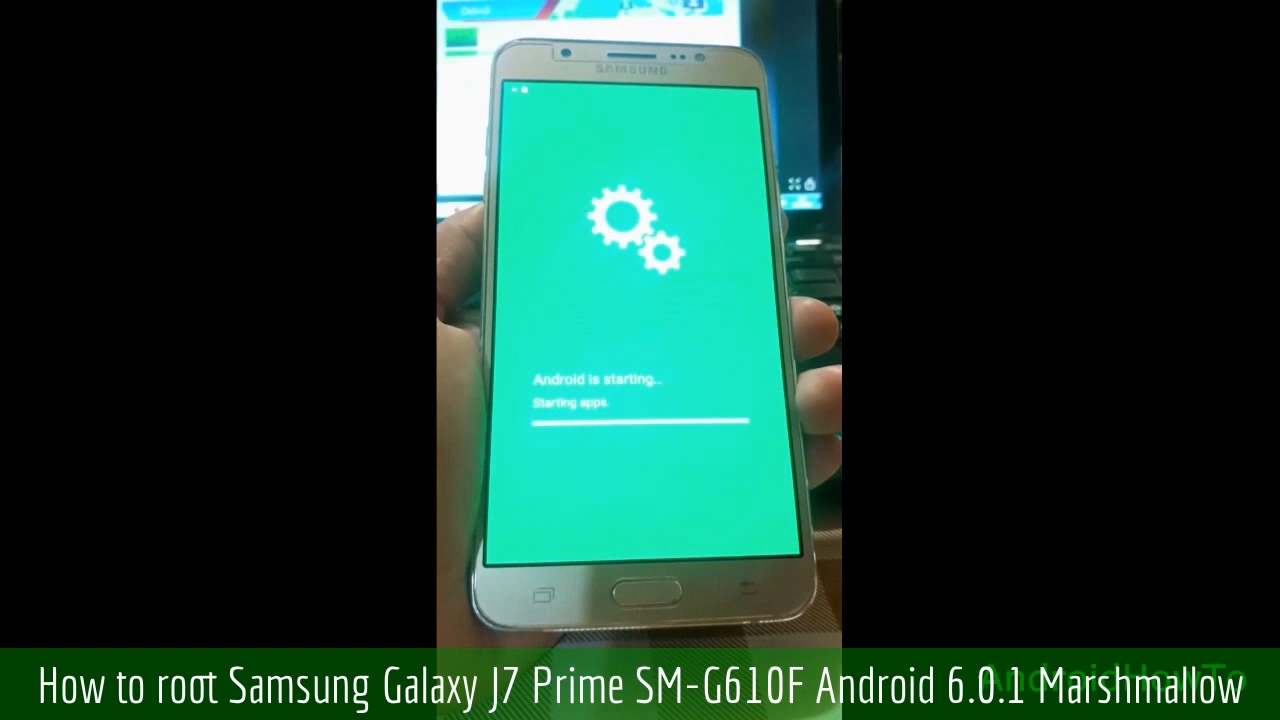 SAMSUNG
Android is starting...
Starting apps.
How to root Samsung Galaxy J7 Prime SM-G610F Android 6.0.1 Marshmallow
AndroidHowTo